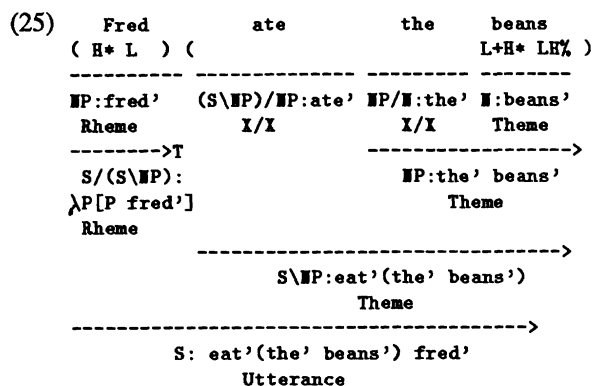 (25) Fred ate the beans
( H* L ) ( L+H* LH% )
---------- ------------- --------- --------
NP:fred' (S\NP)/NP:ate' NP/N:the' N:beans'
Rheme X/X X/X Theme
-------->T ------------------>
S/(S\NP): NP:the' beans'
λP[P fred'] Theme
Rheme
-------------------------------->
S\NP:eat'(the' beans')
Theme
---------------------------------------->
S: eat'(the' beans') fred'
Utterance